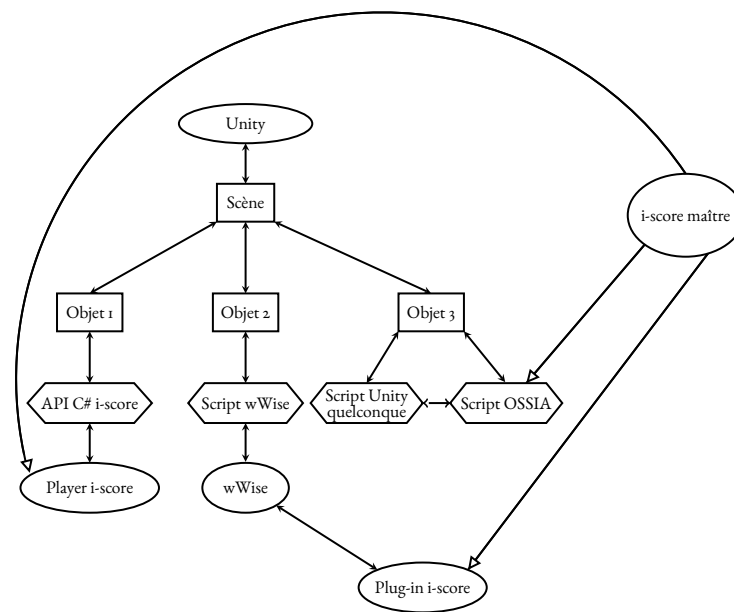 Unity
Scène
i-score maître
Objet 1
Objet 2
Objet 3
API C# i-score
Script wWise
Script Unity
quelconque
Script OSSIA
Player i-score
wWise
Plug-in i-score